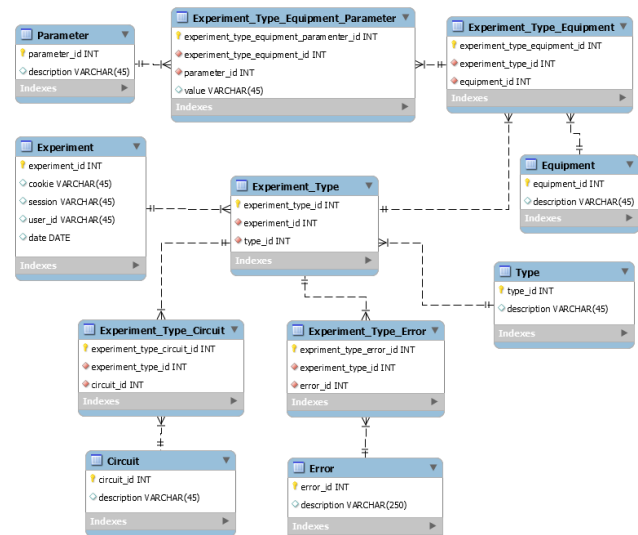 Parameter
parameter_id INT
description VARCHAR(45)
Indexes
Experiment_Type_Equipment_Parameter
experiment_type_equipment_paramenter_id INT
experiment_type_equipment_id INT
parameter_id INT
value VARCHAR(45)
Indexes
Experiment_Type_Equipment
experiment_type_equipment_id INT
experiment_type_id INT
equipment_id INT
Indexes
Experiment
experiment_id INT
cookie VARCHAR(45)
session VARCHAR(45)
user_id VARCHAR(45)
date DATE
Indexes
Experiment_Type
experiment_type_id INT
experiment_id INT
type_id INT
Indexes
Equipment
equipment_id INT
description VARCHAR(45)
Indexes
Type
type_id INT
description VARCHAR(45)
Indexes
Experiment_Type_Circuit
experiment_type_circuit_id INT
experiment_type_id INT
circuit_id INT
Indexes
Experiment_Type_Error
expriment_type_error_id INT
experiment_type_id INT
error_id INT
Indexes
Circuit
circuit_id INT
description VARCHAR(45)
Indexes
Error
error_id INT
description VARCHAR(250)
Indexes